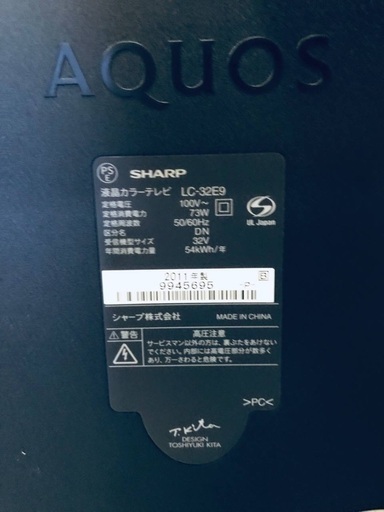 AQUOS
PS
E
SHARP
液晶カラーテレビ LC-32E9
定格電圧 100V~
定格消費電力 73W
定格周波数 50/60Hz
区分 DN
受信機型サイズ 32V
年間消費電力量 54kWh/年
S
UL Japan
2011年製
9945695
シャープ株式会社 MADE IN CHINA
警告 高圧注意
サービスマン以外の方は、裏ぶたをあけない
でください。内部には高電圧部分が数多く
あり、万一さわると危険です。
>PC<
T. Kita
DESIGN
TOSHIYUKI KITA